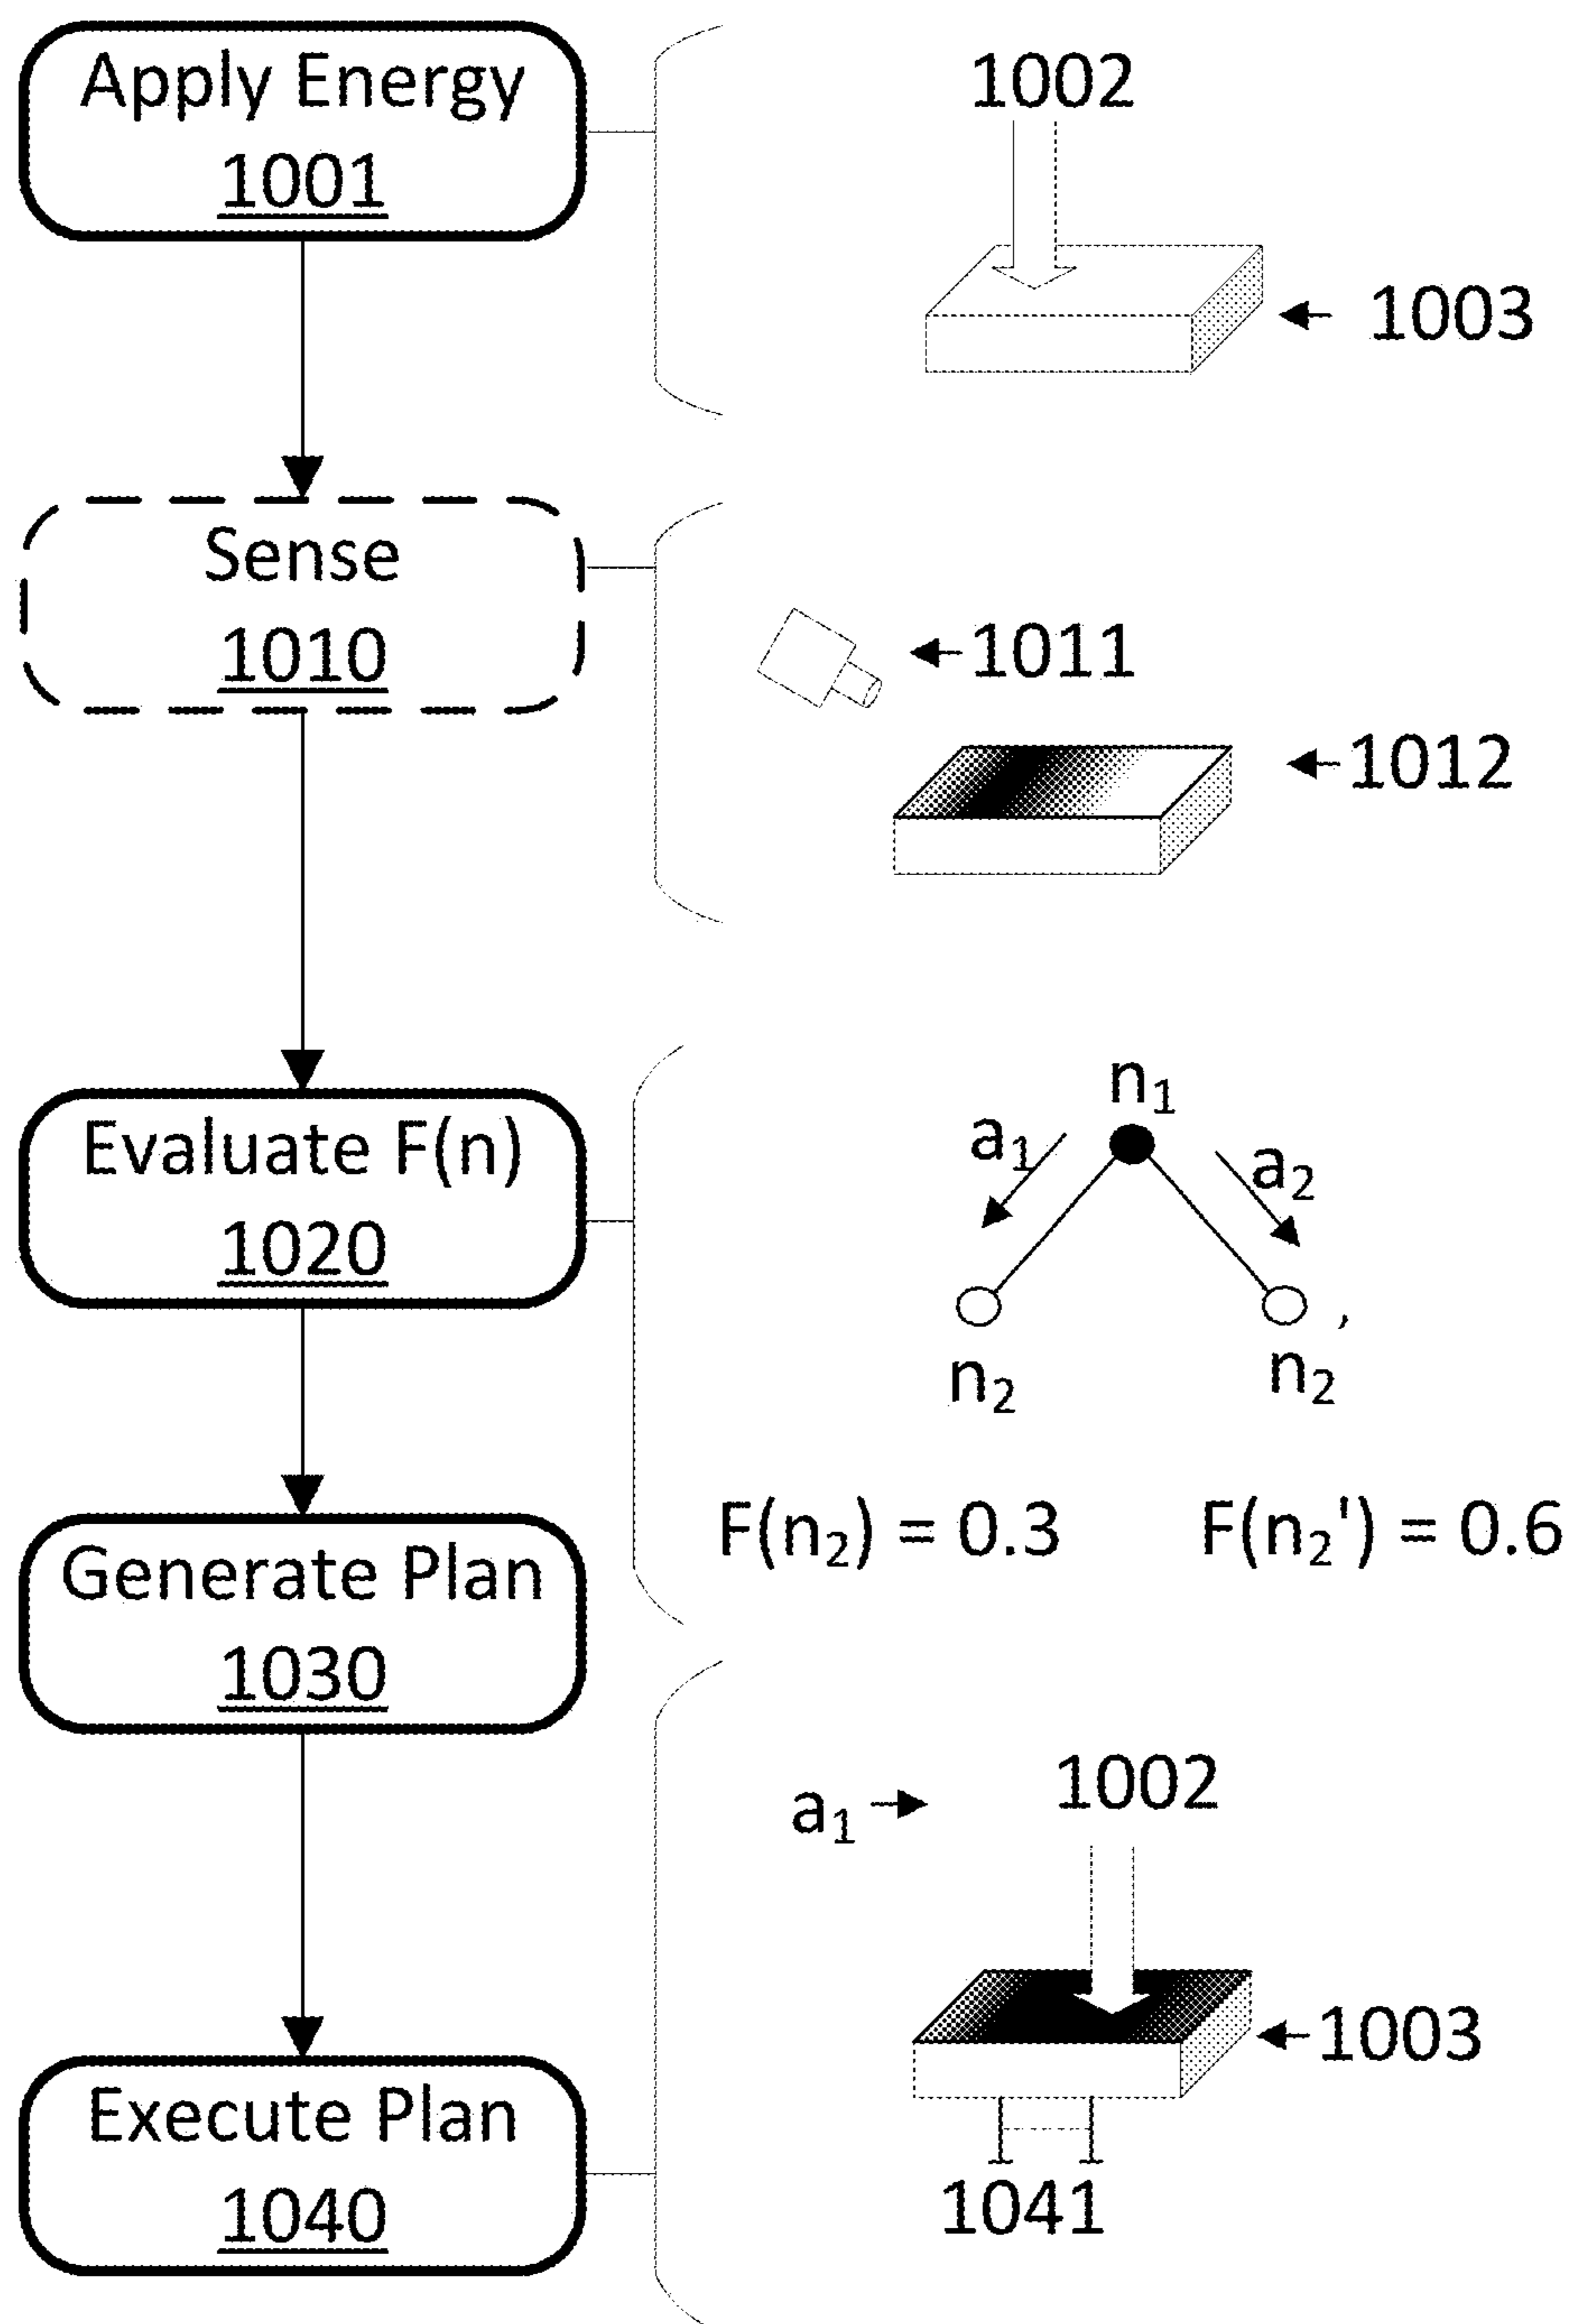 Apply Energy
1001
1002
1003
Sense
1010
1011
1012
Evaluate F(n)
1020
n₁
a₁
a₂
n₂
n₂ ,
F(n₂) = 0.3
F(n₂') = 0.6
Generate Plan
1030
a₁
1002
1003
Execute Plan
1040
1041